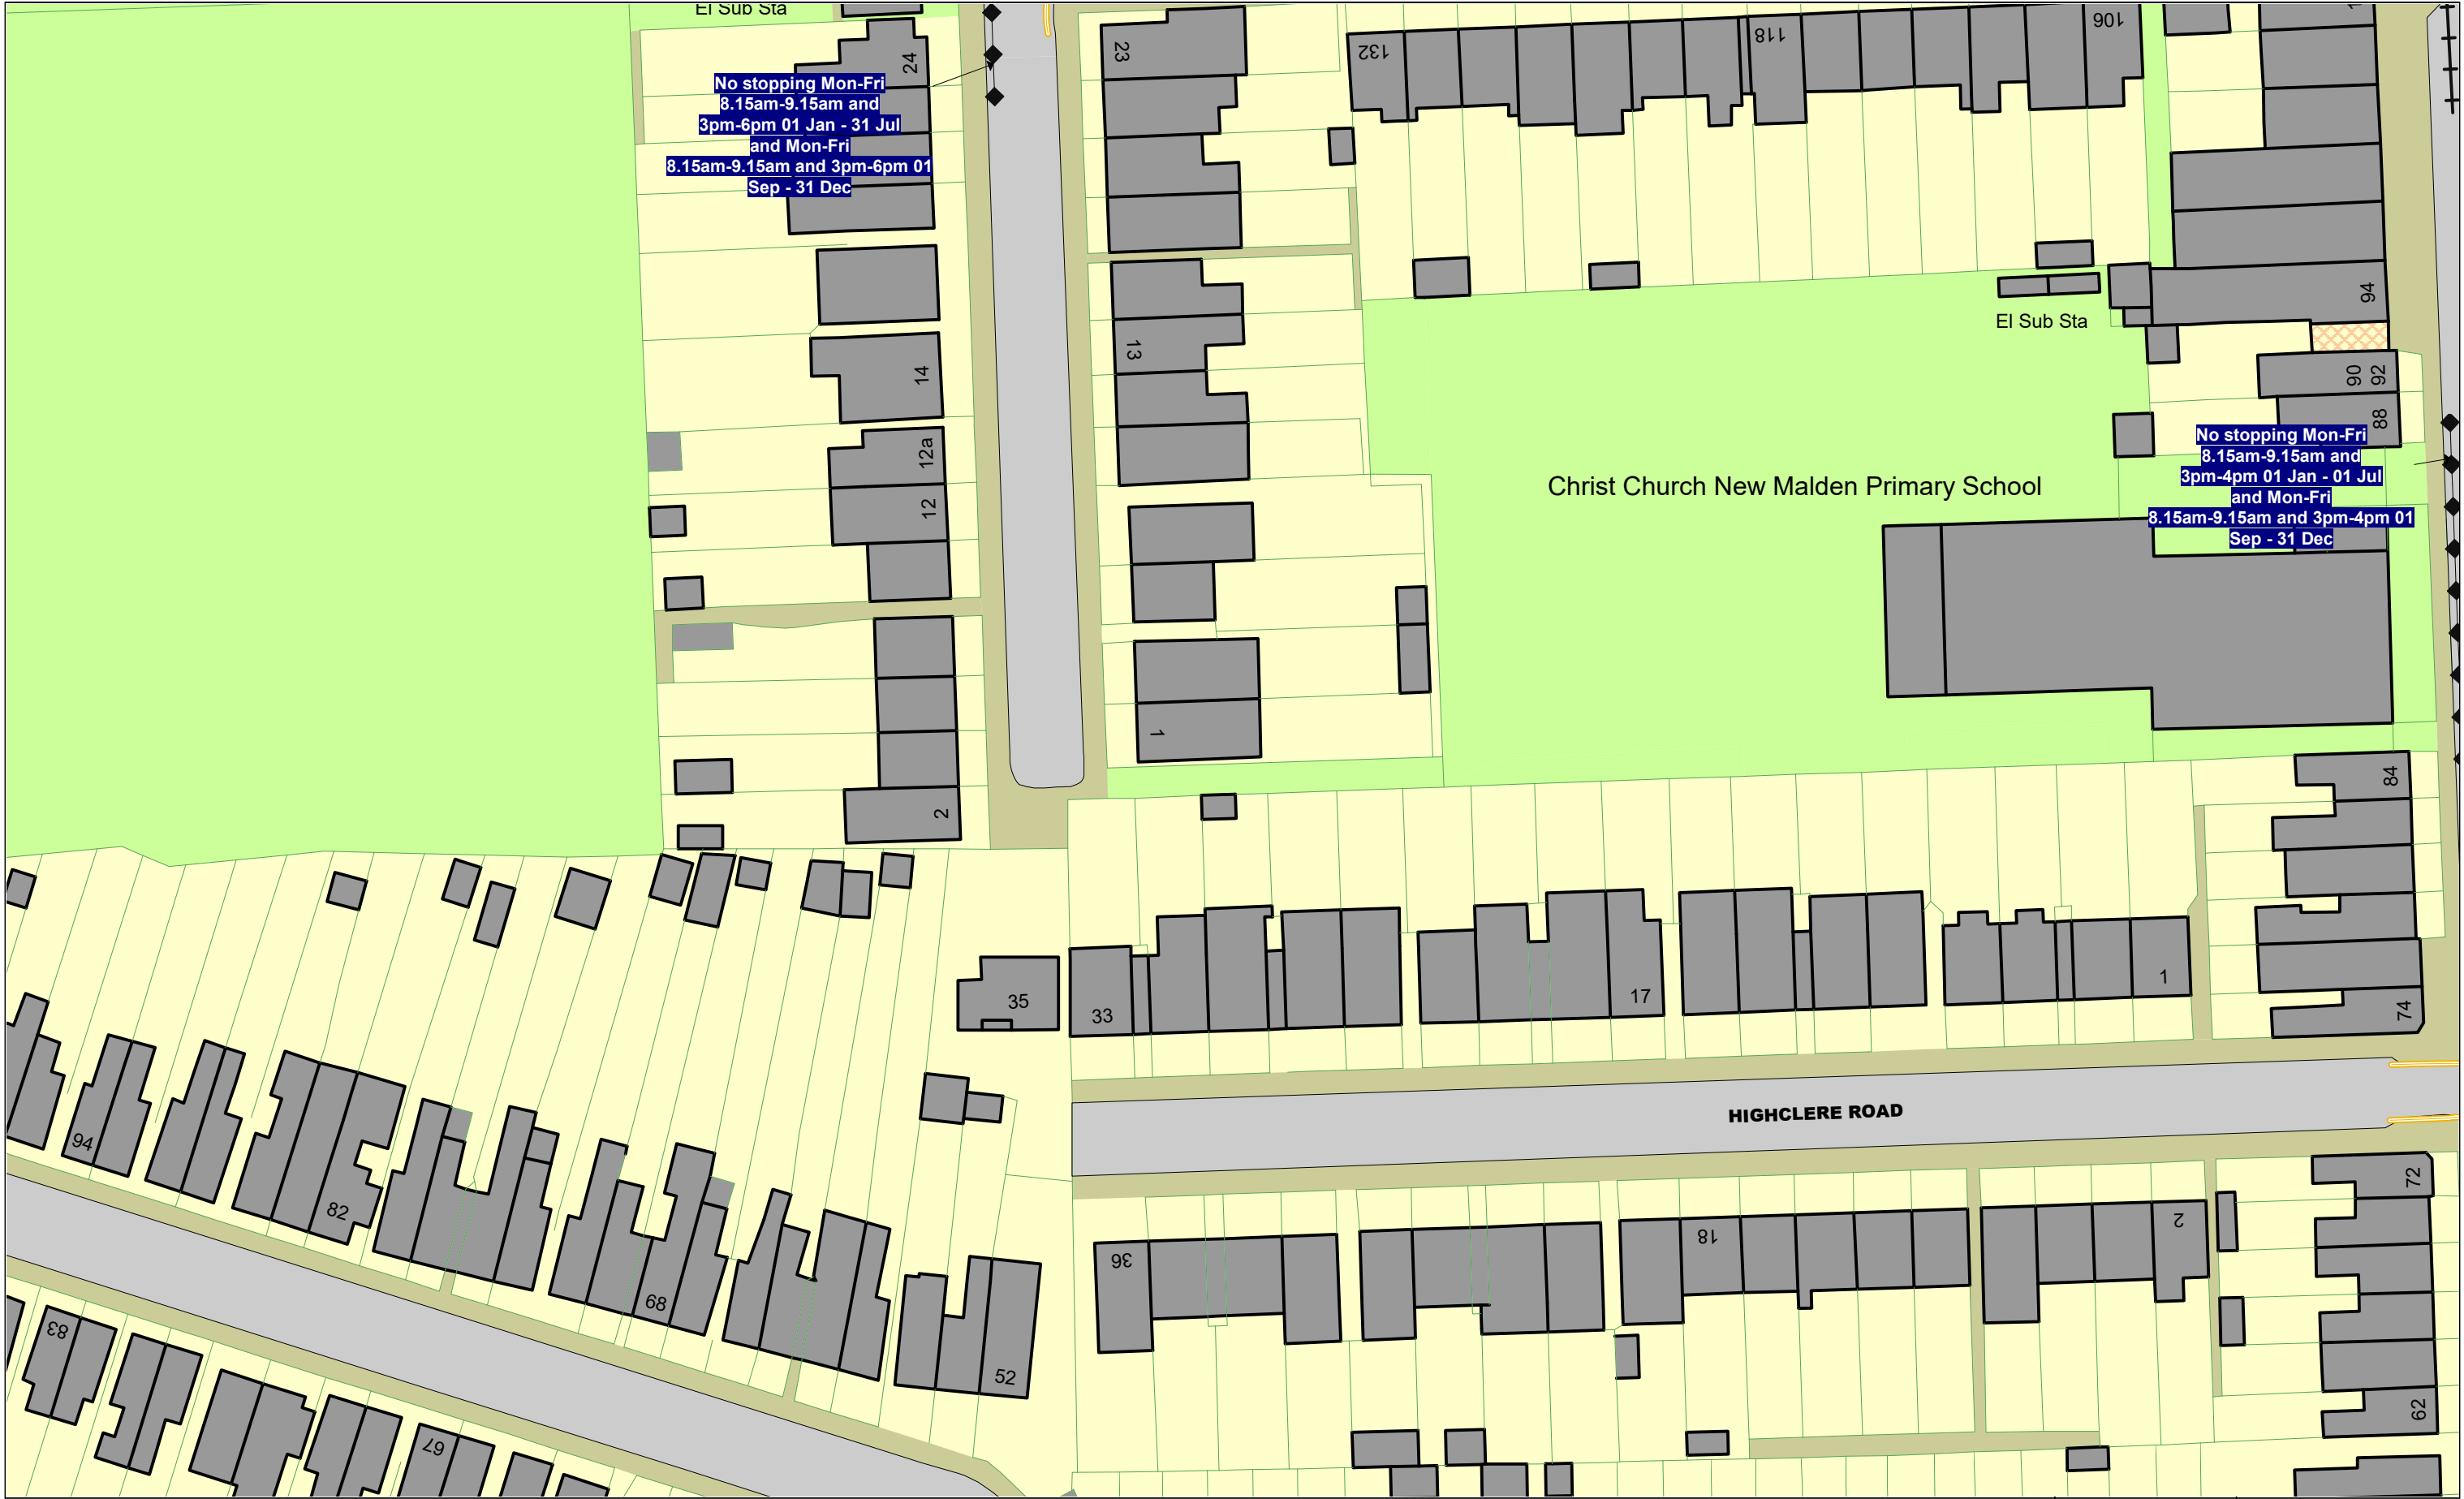 El Sub Sta
24
No stopping Mon-Fri
8.15am-9.15am and
3pm-6pm 01 Jan - 31 Jul
and Mon-Fri
8.15am-9.15am and 3pm-6pm 01
Sep - 31 Dec
23
132
118
106
94
El Sub Sta
13
14
90
92
88
12a
12
No stopping Mon-Fri
8.15am-9.15am and
3pm-4pm 01 Jan - 01 Jul
and Mon-Fri
8.15am-9.15am and 3pm-4pm 01
Sep - 31 Dec
Christ Church New Malden Primary School
1
2
84
35
33
17
1
74
HIGHCLERE ROAD
94
82
68
52
36
18
2
72
62
83
67